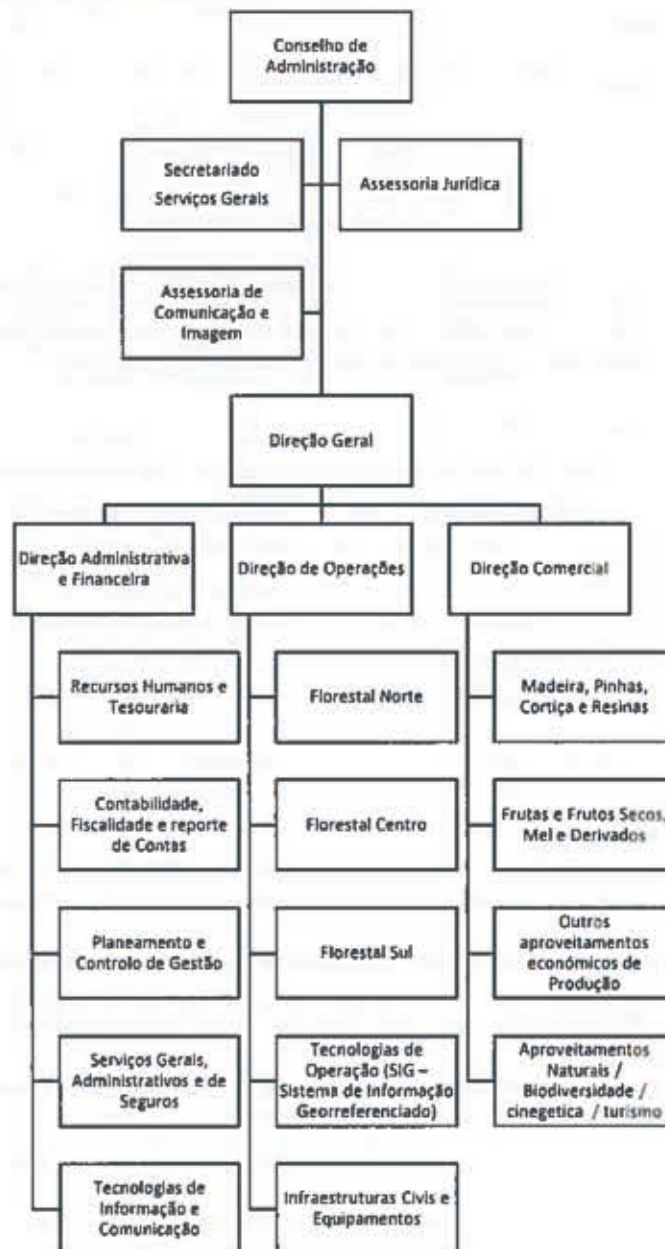 Conselho de
Administração
Secretariado
Serviços Gerais
Assessoria Jurídica
Assessoria de
Comunicação e
Imagem
Direção Geral
Direção Administrativa
e Financeira
Direção de Operações
Direção Comercial
Recursos Humanos e
Tesouraria
Florestal Norte
Madeira, Pinhas,
Cortiça e Resinas
Contabilidade,
Fiscalidade e reporte
de Contas
Florestal Centro
Frutas e Frutos Secos,
Mel e Derivados
Planeamento e
Controlo de Gestão
Florestal Sul
Outros
aproveitamentos
económicos de
Produção
Serviços Gerais,
Administrativos e de
Seguros
Tecnologias de
Operação (SIG –
Sistema de Informação
Georreferenciado)
Aproveitamentos
Naturais /
Biodiversidade /
cinegetica / turismo
Tecnologias de
Informação e
Comunicação
Infraestruturas Civis e
Equipamentos